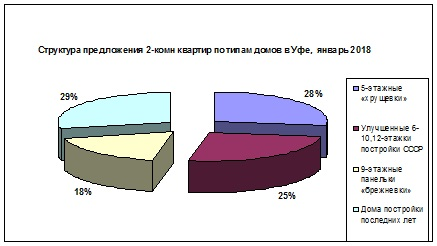 Структура предложения 2-комн квартир по типам домов в Уфе, январь 2018
29%
28%
18%
25%
5-этажные
«хрущевки»
Улучшенные 6-
10,12-этажки
постройки СССР
9-этажные
панельки
«брежневки»
Дома постройки
последних лет